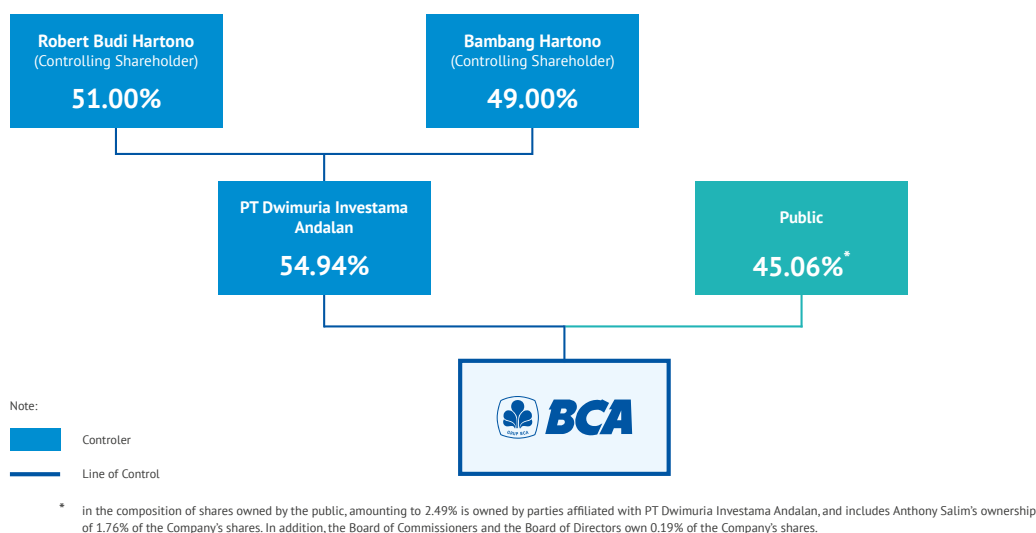 Robert Budi Hartono
(Controlling Shareholder)
51.00%
Bambang Hartono
(Controlling Shareholder)
49.00%
PT Dwimuria Investama
Andalan
54.94%
Public
45.06%*
GRUP BCA
BCA
Note:
Controler
Line of Control
* in the composition of shares owned by the public, amounting to 2.49% is owned by parties affiliated with PT Dwimuria Investama Andalan, and includes Anthony Salim's ownership
of 1.76% of the Company's shares. In addition, the Board of Commissioners and the Board of Directors own 0.19% of the Company's shares.